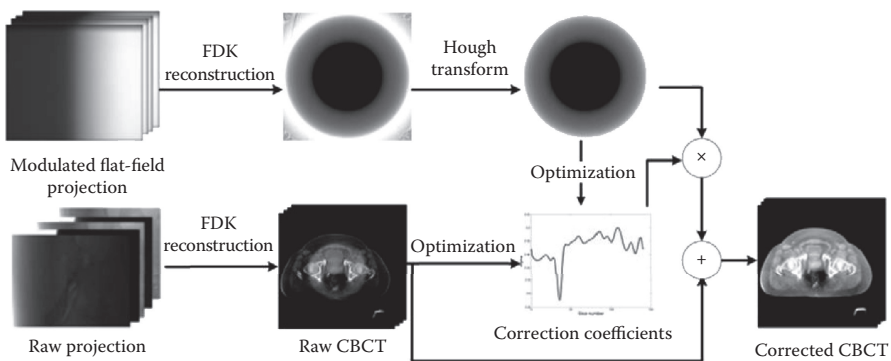 FDK
reconstruction
Hough
transform
Modulated flat-field
projection
Optimization
×
FDK
reconstruction
Optimization
+
Raw projection
Raw CBCT
Correction coefficients
Corrected CBCT